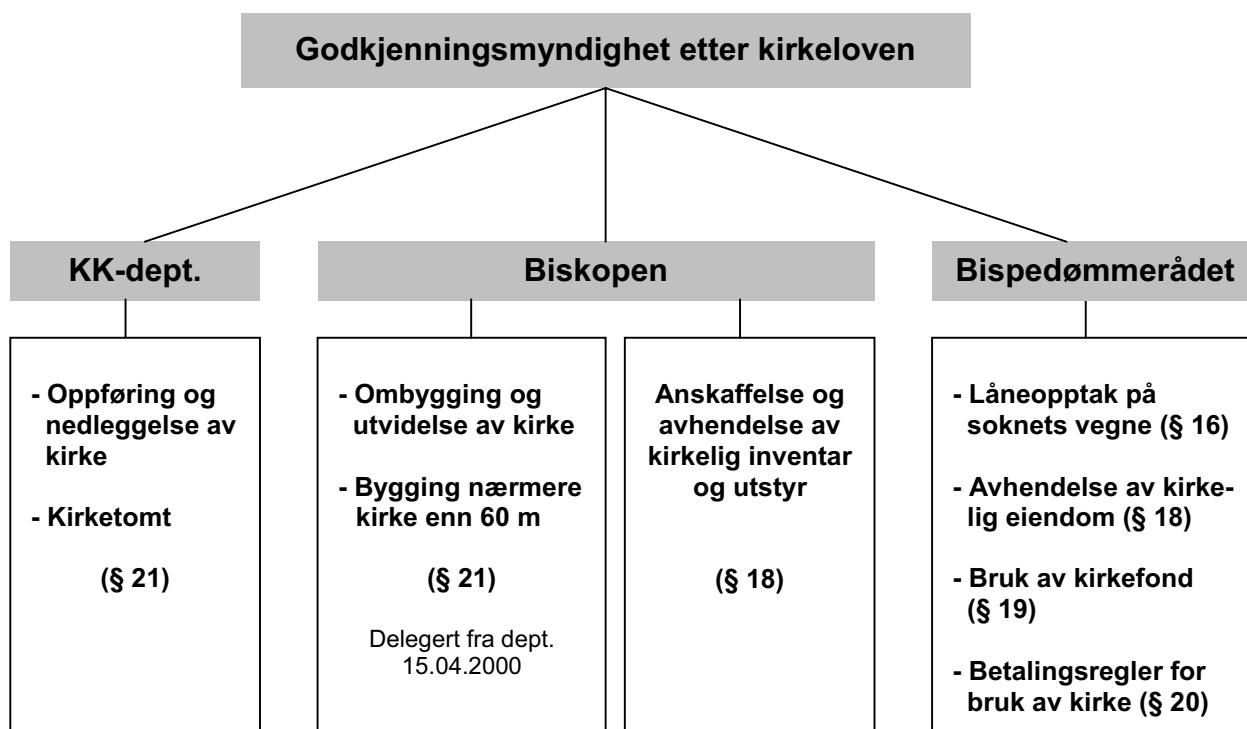 Godkjenningsmyndighet etter kirkeloven
KK-dept.
- Oppføring og
nedleggelse av
kirke
- Kirketomt
(§ 21)
Biskopen
- Ombygging og
utvidelse av kirke
- Bygging nærmere
kirke enn 60 m
(§ 21)
Delegert fra dept.
15.04.2000
Anskaffelse og
avhendelse av
kirkelig inventar
og utstyr
(§ 18)
Bispedømmerådet
- Låneopptak på
soknets vegne (§ 16)
- Avhendelse av kirke-
lig eiendom (§ 18)
- Bruk av kirkefond
(§ 19)
- Betalingsregler for
bruk av kirke (§ 20)